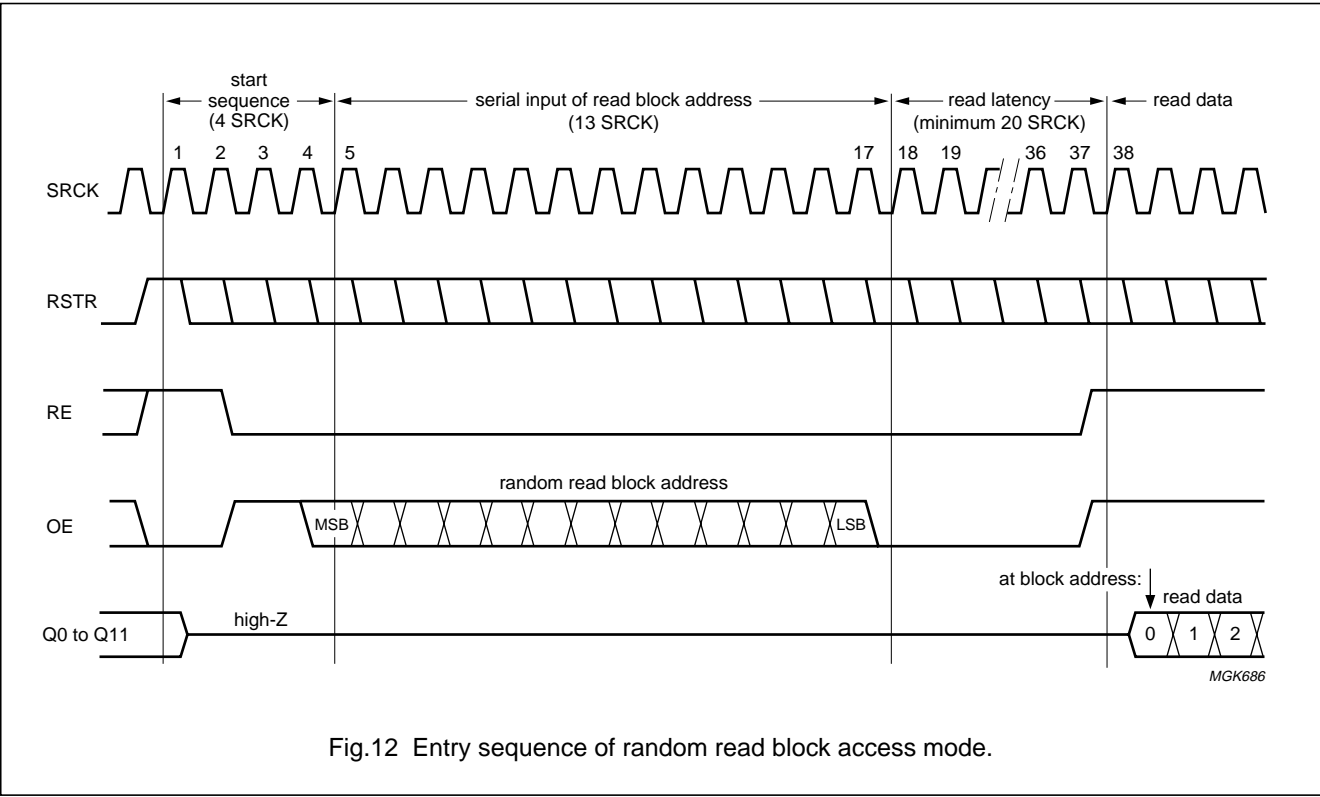 start
sequence
(4 SRCK)
serial input of read block address
(13 SRCK)
read latency
(minimum 20 SRCK)
read data
1 2 3 4 5 17 18 19 36 37 38
SRCK
RSTR
RE
random read block address
OE
MSB
LSB
at block address:
read data
high-Z
Q0 to Q11
0 1 2
MGK686
Fig.12 Entry sequence of random read block access mode.